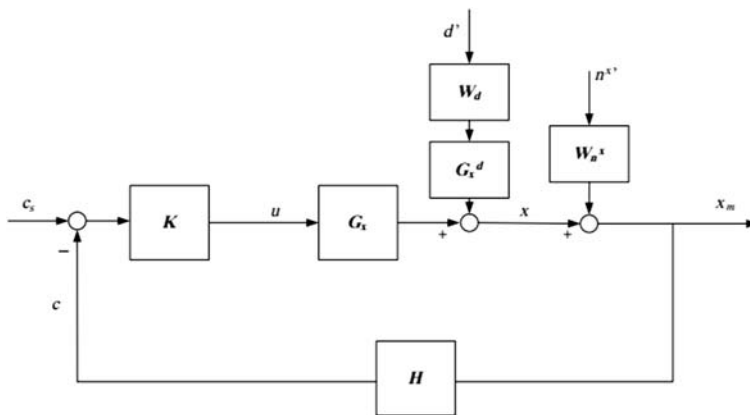 d'
W_d
n^x'
G_x^d
W_n^x
c_s
K
u
G_x
+
x
+
x_m
−
c
H